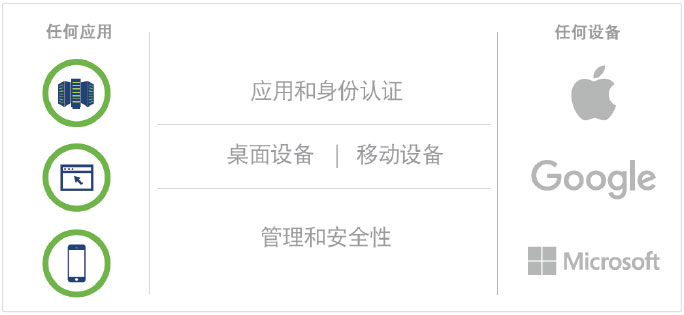 任何应用
任何设备
应用和身份认证
桌面设备 | 移动设备
管理和安全性
Google
Microsoft